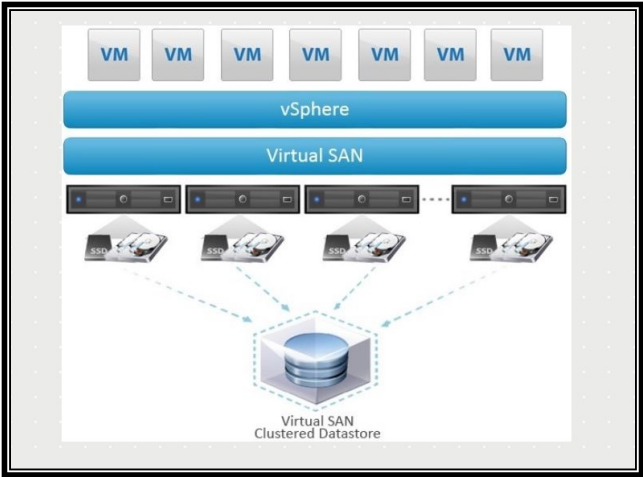 VM VM VM VM VM VM VM
vSphere
Virtual SAN
SSD SSD SSD SSD
Virtual SAN
Clustered Datastore